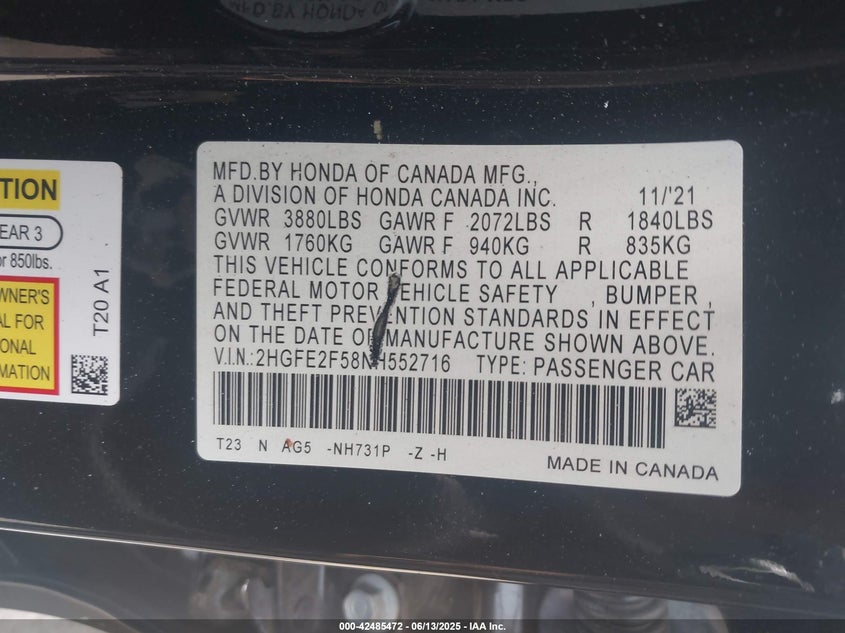 TION
EAR 3
or 850lbs.
WNER'S
AL FOR
ONAL
RMATION
T20 A1
MFD.BY HONDA OF CANADA MFG.,
A DIVISION OF HONDA CANADA INC. 11/'21
GVWR 3880LBS GAWR F 2072LBS R 1840LBS
GVWR 1760KG GAWR F 940KG R 835KG
THIS VEHICLE CONFORMS TO ALL APPLICABLE
FEDERAL MOTOR VEHICLE SAFETY , BUMPER ,
AND THEFT PREVENTION STANDARDS IN EFFECT
ON THE DATE OF MANUFACTURE SHOWN ABOVE.
V.I.N.:2HGFE2F58NH552716 TYPE: PASSENGER CAR
T23 N AG5 -NH731P -Z -H
MADE IN CANADA
000-42485472 - 06/13/2025 - IAA Inc.